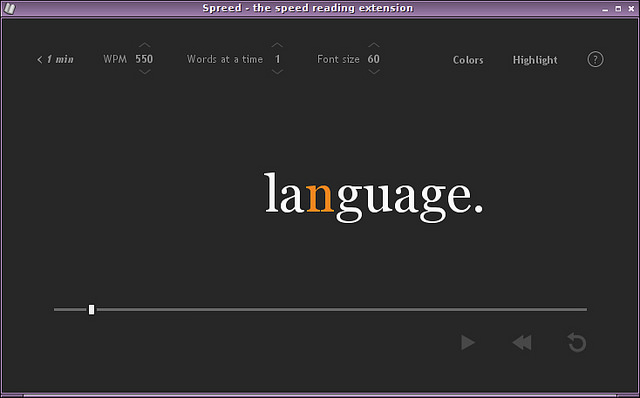 Spreed - the speed reading extension
< 1 min WPM 550 Words at a time 1 Font size 60 Colors Highlight ?
language.